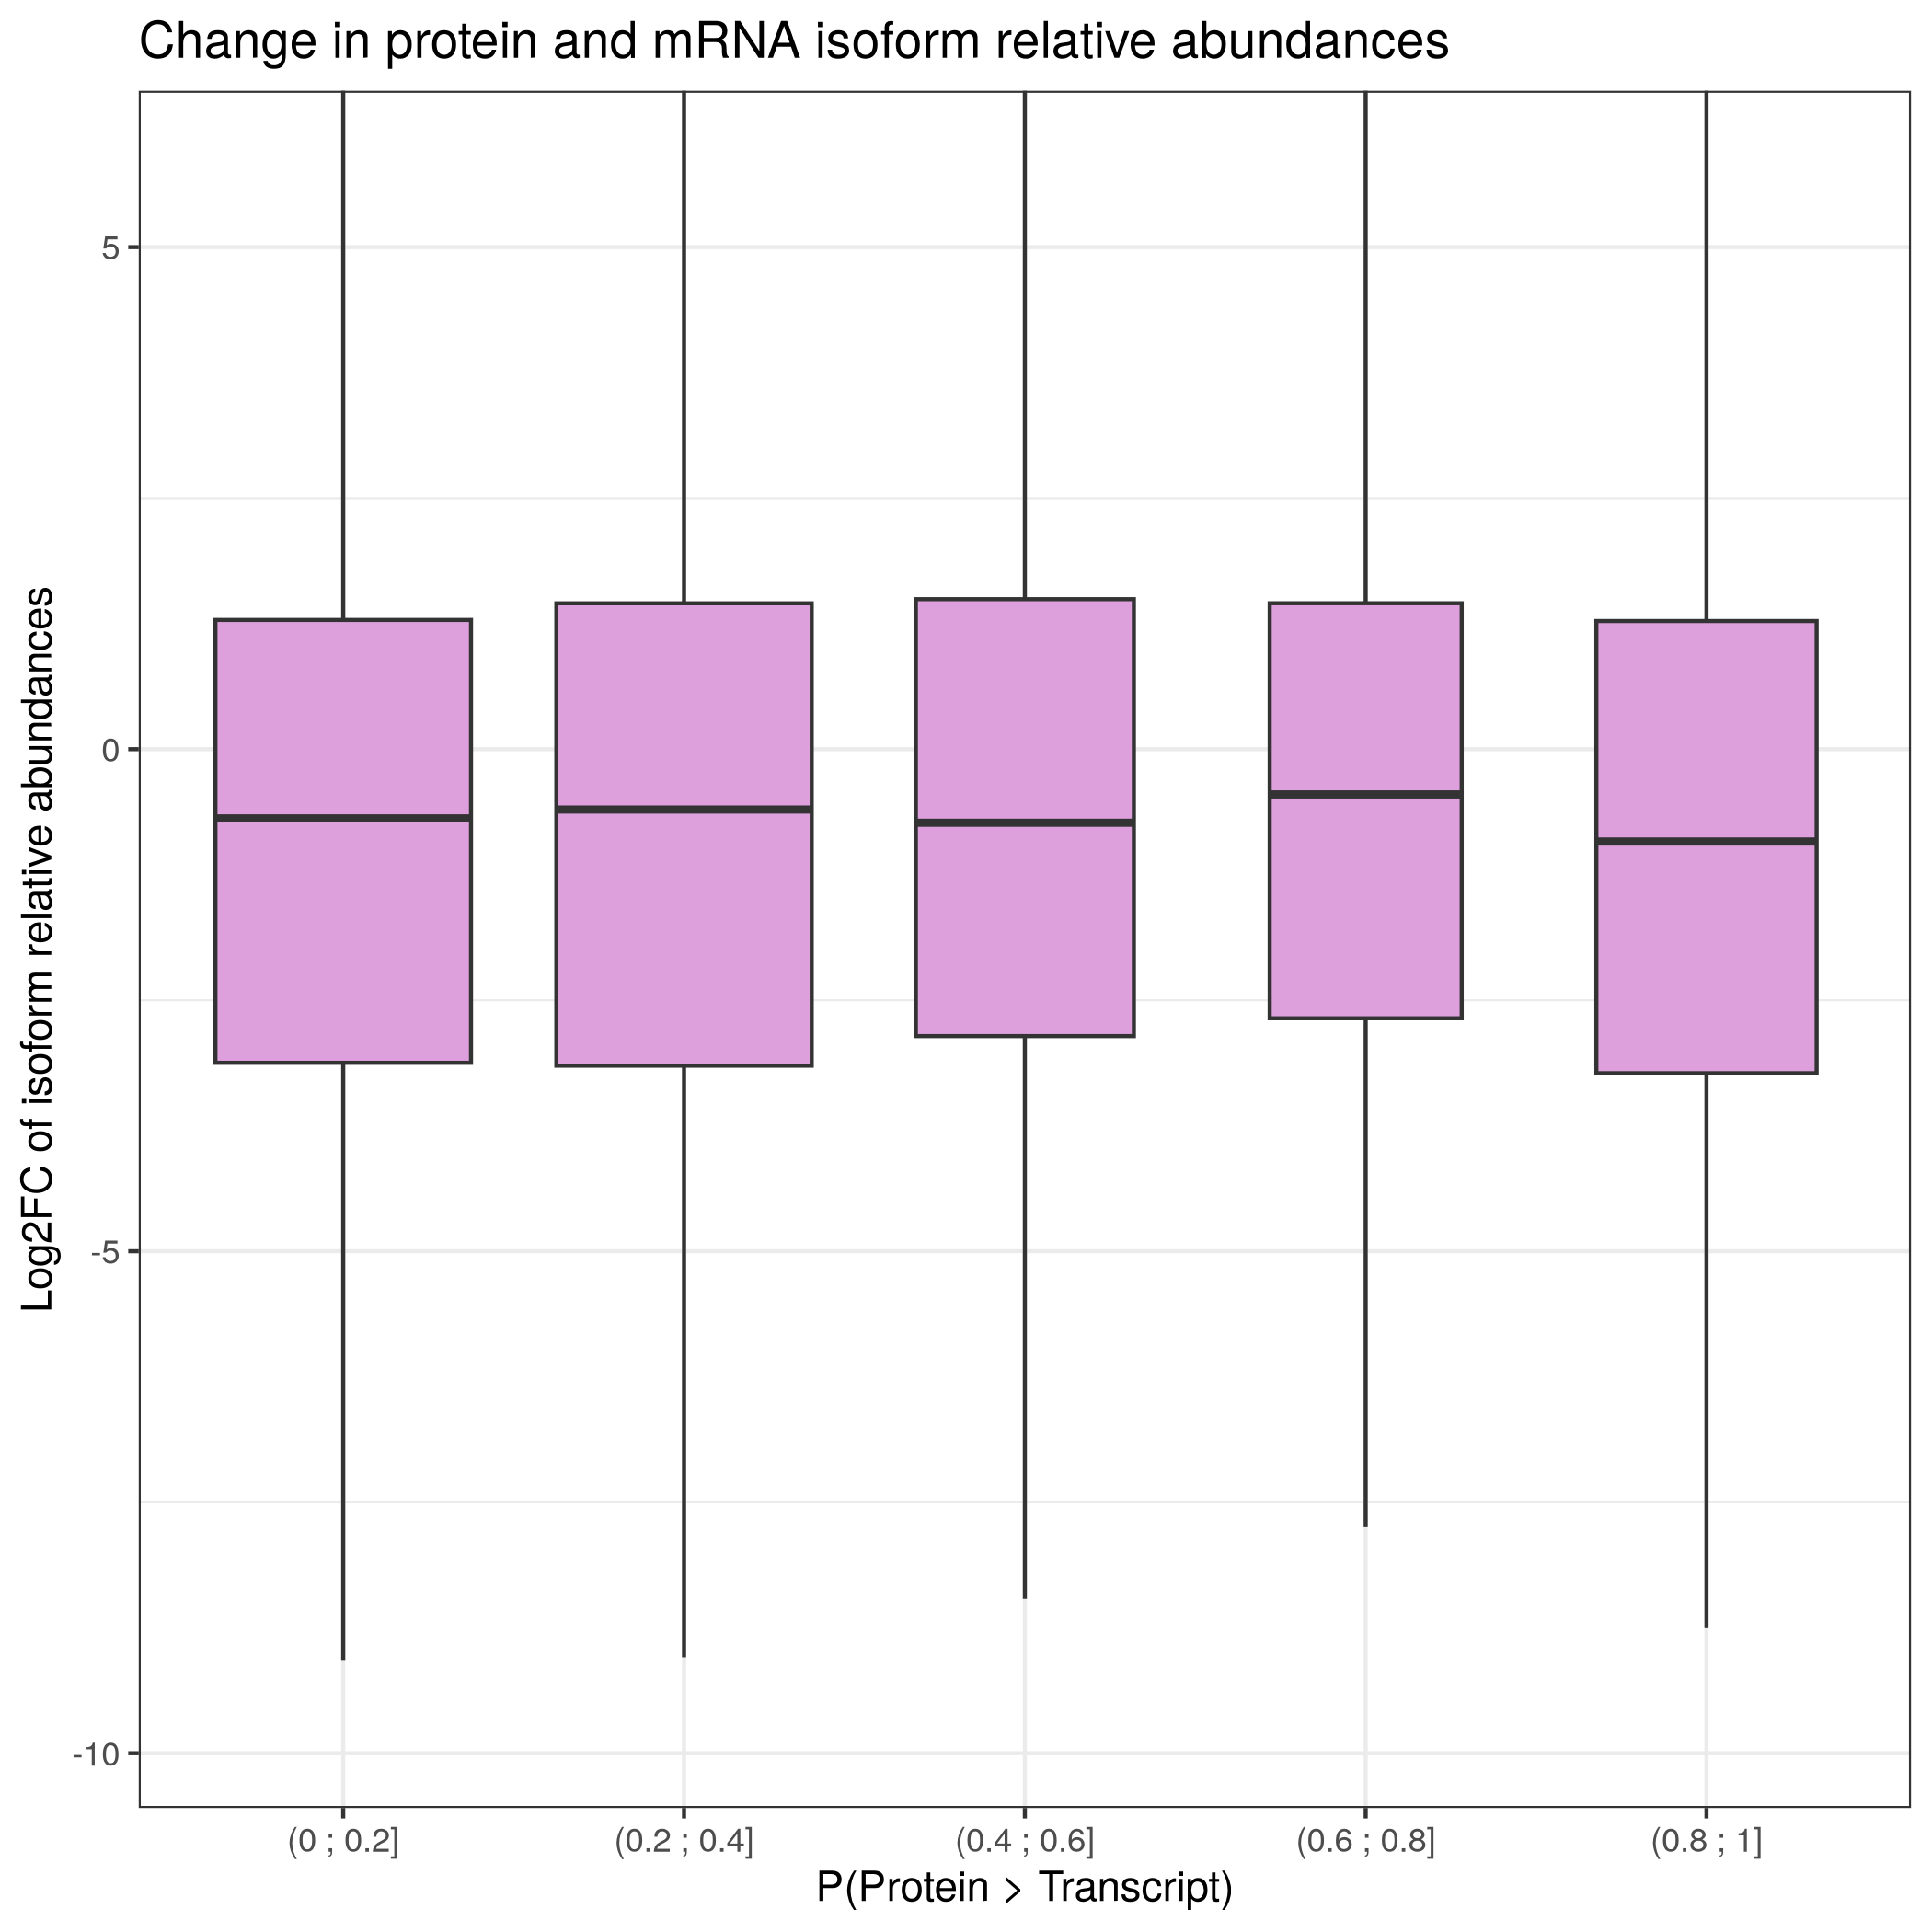 Change in protein and mRNA isoform relative abundances
Log2FC of isoform relative abundances
5
0
-5
-10
(0 ; 0.2]
(0.2 ; 0.4]
(0.4 ; 0.6]
(0.6 ; 0.8]
(0.8 ; 1]
P(Protein > Transcript)